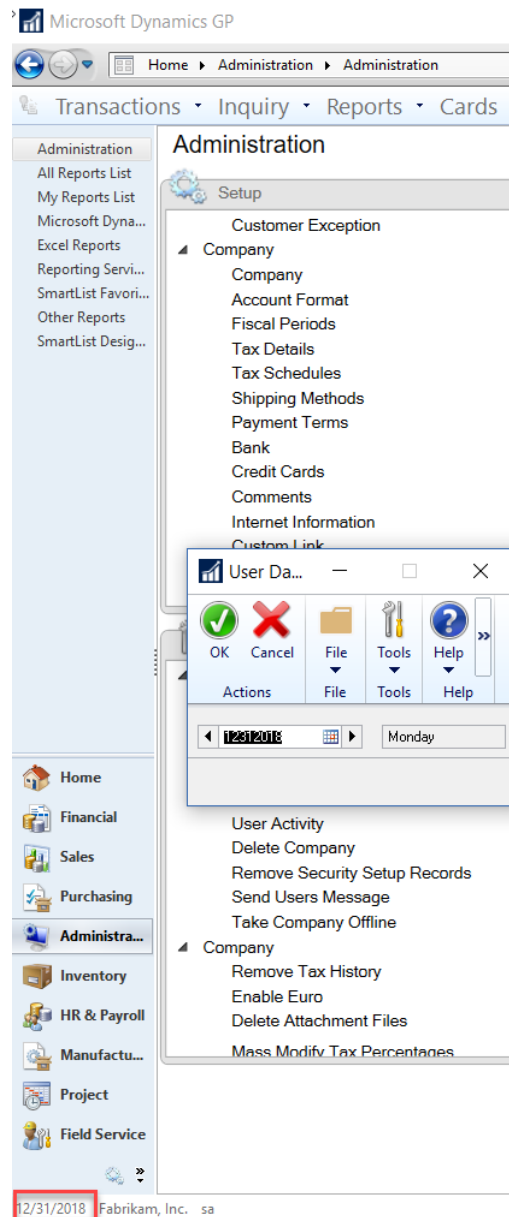 Microsoft Dynamics GP
Home Administration Administration
Transactions Inquiry Reports Cards
Administration
All Reports List
My Reports List
Microsoft Dyna...
Excel Reports
Reporting Servi...
SmartList Favori...
Other Reports
SmartList Desig...
Administration
Setup
Customer Exception
Company
Company
Account Format
Fiscal Periods
Tax Details
Tax Schedules
Shipping Methods
Payment Terms
Bank
Credit Cards
Comments
Internet Information
Custom Link
User Da...
OK Cancel File Tools Help »
Actions File Tools Help
12312018 Monday
User Activity
Delete Company
Remove Security Setup Records
Send Users Message
Take Company Offline
Company
Remove Tax History
Enable Euro
Delete Attachment Files
Mass Modify Tax Percentages
Home
Financial
Sales
Purchasing
Administra...
Inventory
HR & Payroll
Manufactu...
Project
Field Service
12/31/2018 Fabrikam, Inc. sa